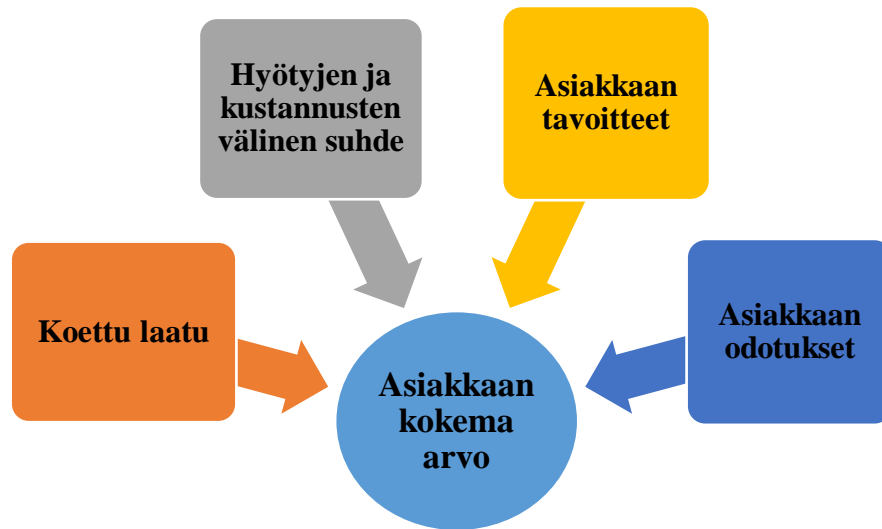 Hyötyjen ja
kustannusten
välinen suhde
Asiakkaan
tavoitteet
Koettu laatu
Asiakkaan
odotukset
Asiakkaan
kokema
arvo